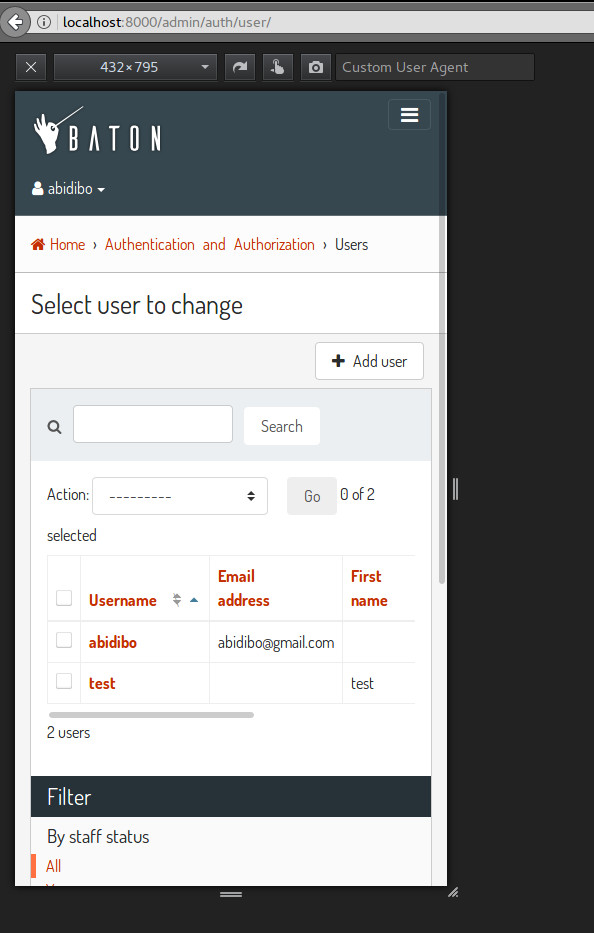 localhost:8000/admin/auth/user/
432×795
Custom User Agent
BATON
abidibo
Home › Authentication and Authorization › Users
Select user to change
Add user
Search
Action: --------- Go 0 of 2
selected
Username Email address First name
abidibo abidibo@gmail.com
test test
2 users
Filter
By staff status
All